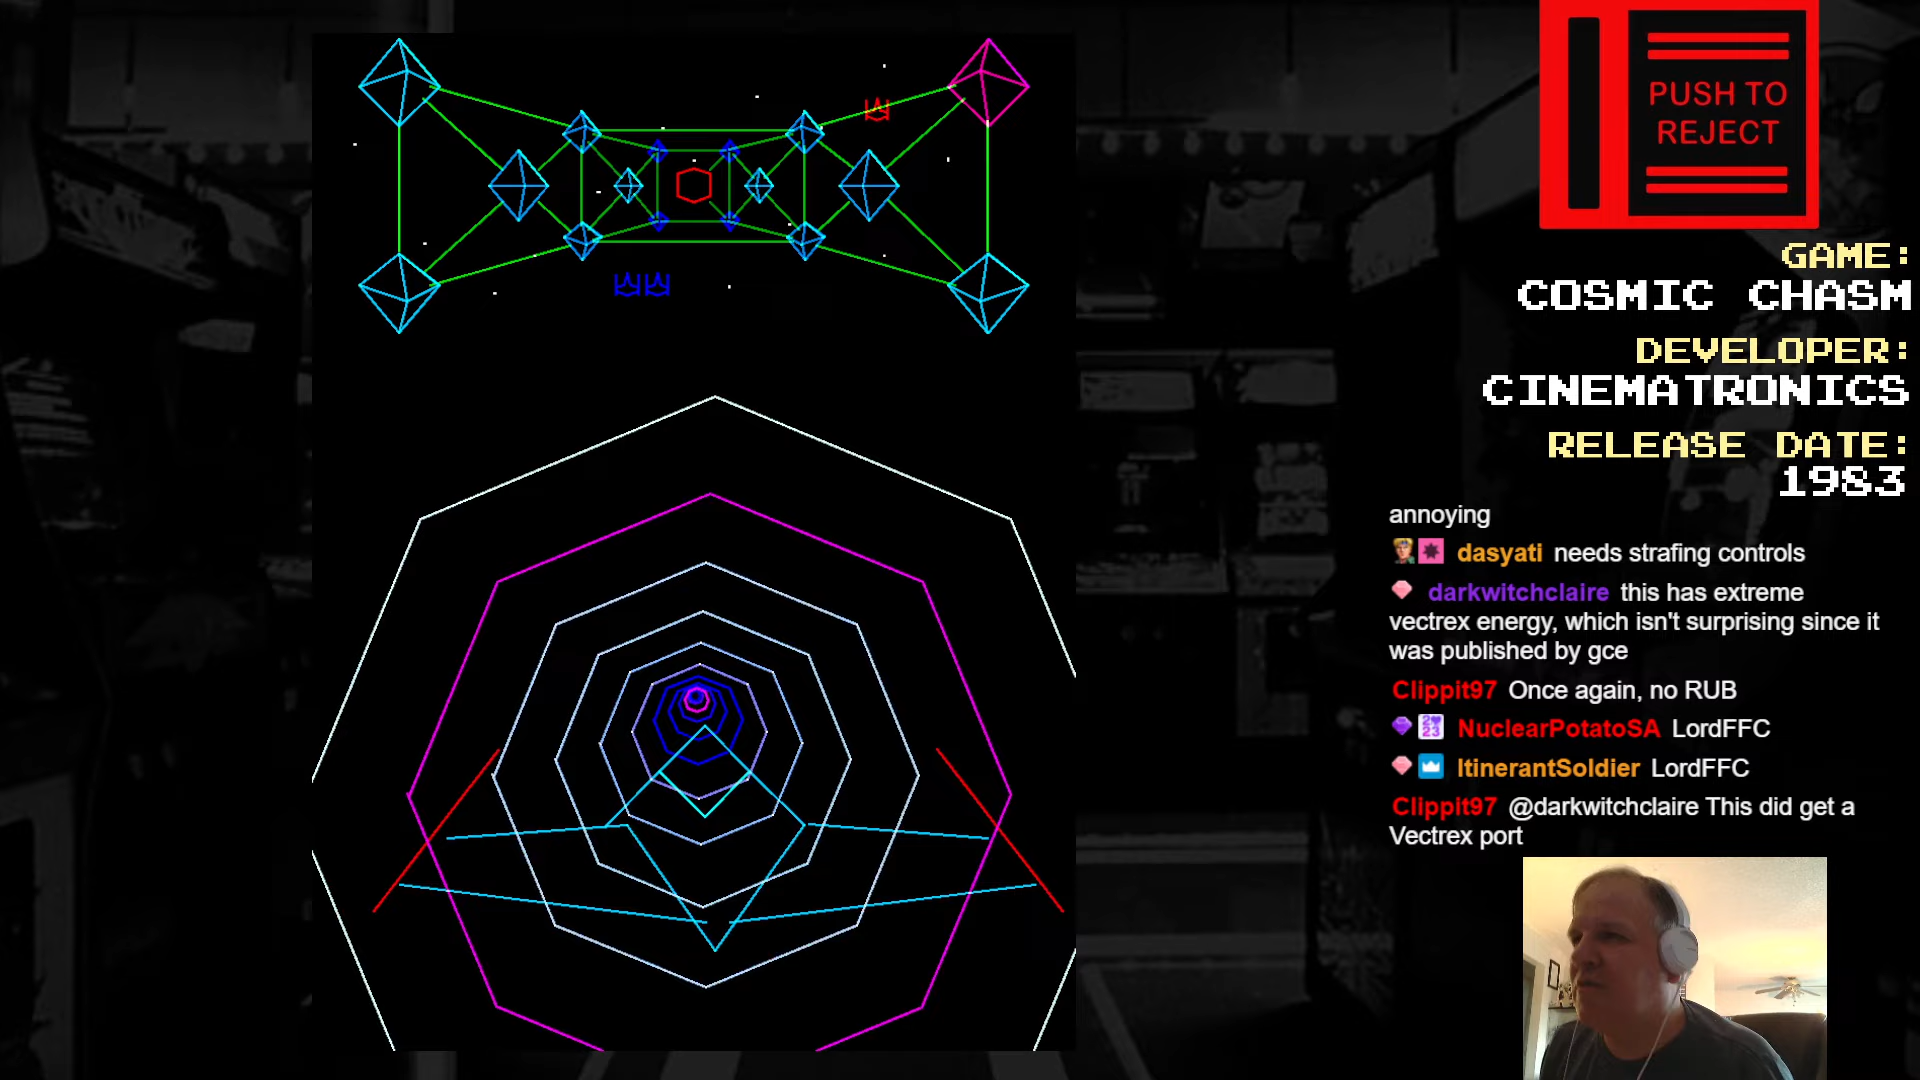 PUSH TO
REJECT
GAME:
COSMIC CHASM
DEVELOPER:
CINEMATRONICS
RELEASE DATE:
1983
annoying
dasyati needs strafing controls
darkwitchclaire this has extreme
vectrex energy, which isn't surprising since it
was published by gce
Clippit97 Once again, no RUB
NuclearPotatoSA LordFFC
ItinerantSoldier LordFFC
Clippit97 @darkwitchclaire This did get a
Vectrex port